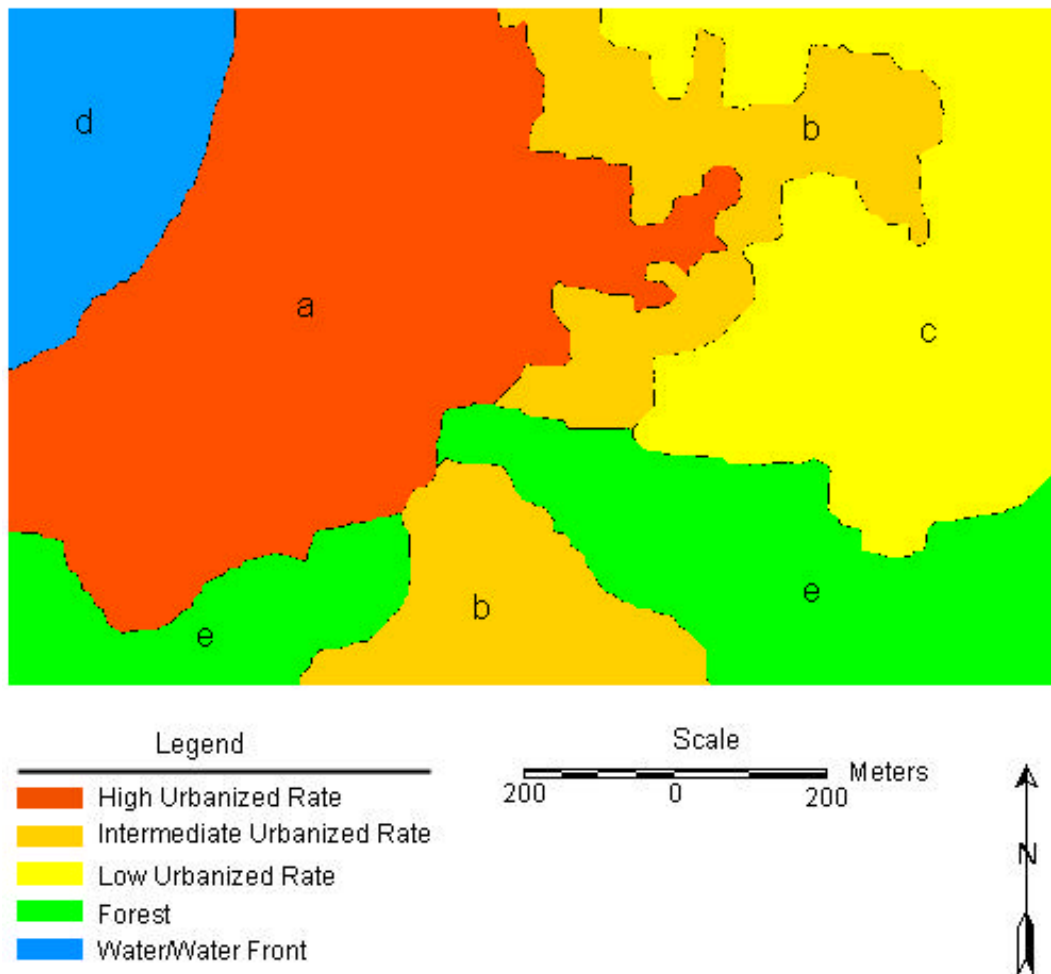 d
b
a
c
b
e
e
Legend
High Urbanized Rate
Intermediate Urbanized Rate
Low Urbanized Rate
Forest
Water/Water Front
Scale
Meters
200 0 200
N